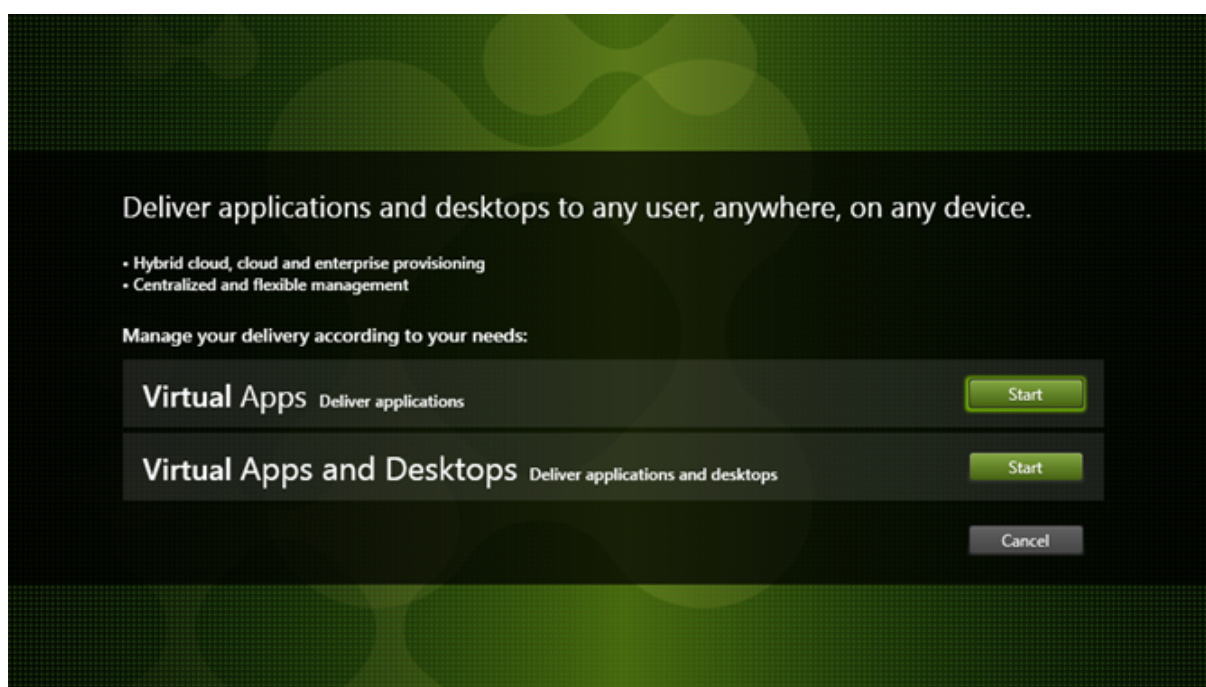 Deliver applications and desktops to any user, anywhere, on any device.
• Hybrid cloud, cloud and enterprise provisioning
• Centralized and flexible management
Manage your delivery according to your needs:
Virtual Apps Deliver applications Start
Virtual Apps and Desktops Deliver applications and desktops Start
Cancel